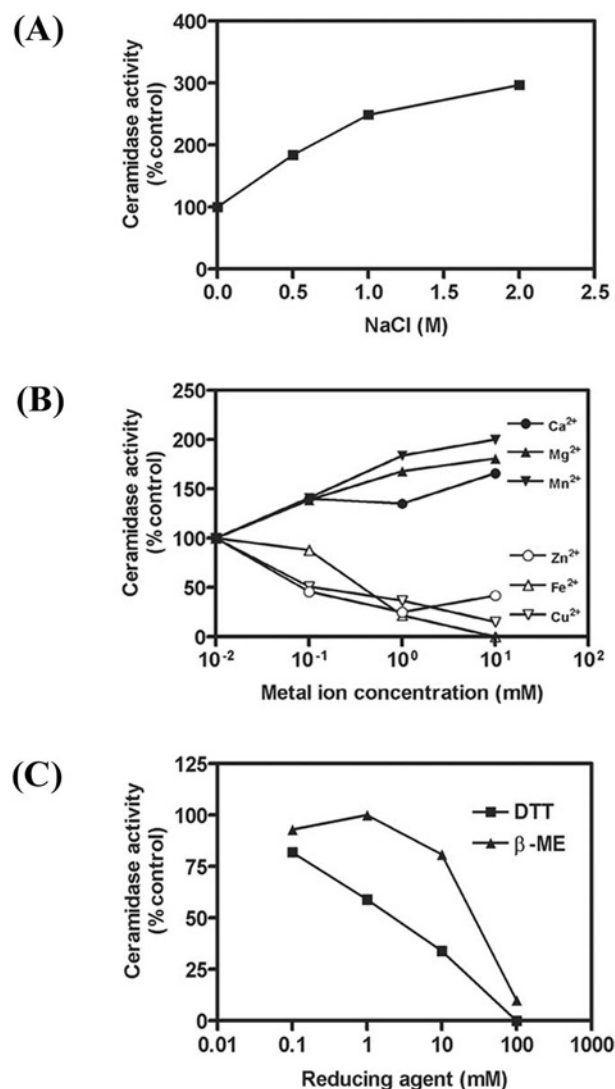 (A)
Ceramidase activity
(%control)
400
300
200
100
0
0.0 0.5 1.0 1.5 2.0 2.5
NaCl (M)
(B)
Ceramidase activity
(%control)
250
200
150
100
50
0
Ca²⁺
Mg²⁺
Mn²⁺
Zn²⁺
Fe²⁺
Cu²⁺
10⁻² 10⁻¹ 10⁰ 10¹ 10²
Metal ion concentration (mM)
(C)
Ceramidase activity
(%control)
125
100
75
50
25
0
DTT
β-ME
0.01 0.1 1 10 100 1000
Reducing agent (mM)